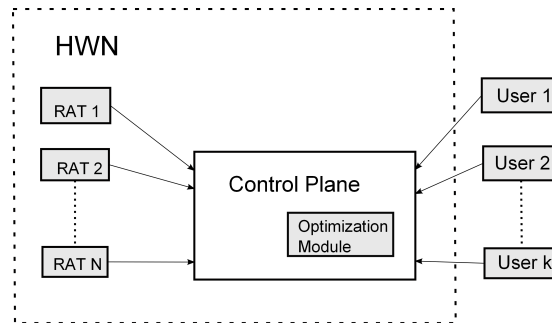 HWN
RAT 1
RAT 2
RAT N
Control Plane
Optimization
Module
User 1
User 2
User k